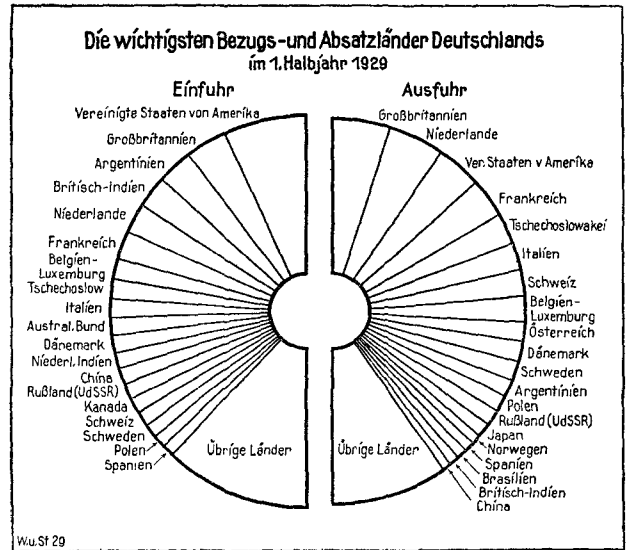 Die wichtigsten Bezugs-und Absatzländer Deutschlands
im 1. Halbjahr 1929
Einfuhr
Vereinigte Staaten von Amerika
Großbritannien
Argentinien
Britisch-Indien
Niederlande
Frankreich
Belgien-
Luxemburg
Tschechoslow
Italien
Austral. Bund
Dänemark
Niederl. Indien
China
Rußland (UdSSR)
Kanada
Schweiz
Schweden
Polen
Spanien
Übrige Länder
Ausfuhr
Großbritannien
Niederlande
Ver. Staaten v Amerika
Frankreich
Tschechoslowakei
Italien
Schweiz
Belgien-
Luxemburg
Österreich
Dänemark
Schweden
Argentinien
Polen
Rußland (UdSSR)
Japan
Norwegen
Spanien
Brasilien
Britisch-Indien
China
Übrige Länder
W.u.St 29